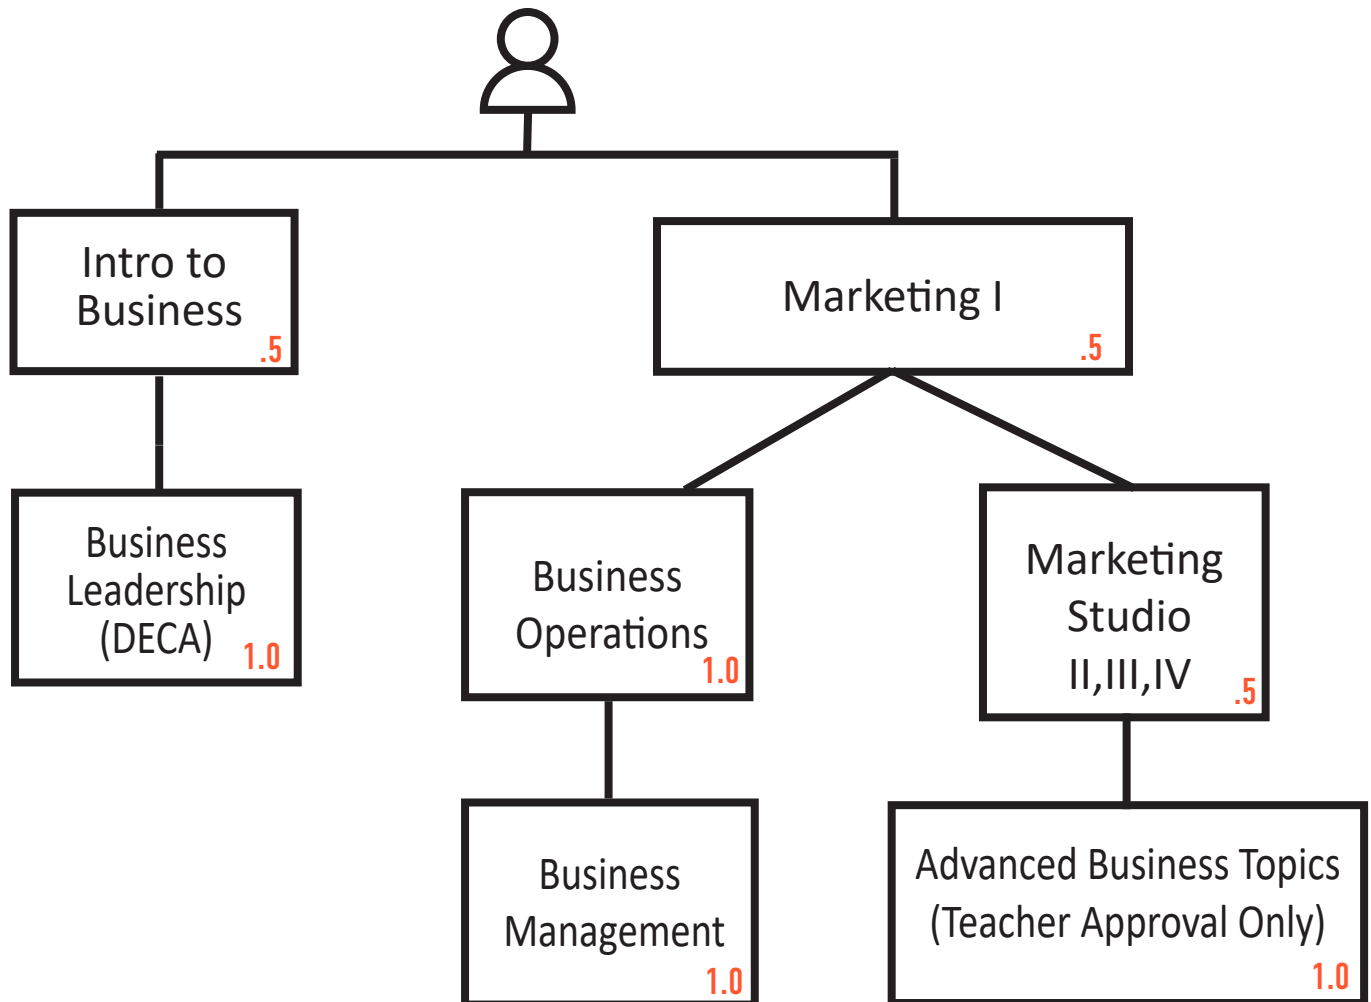 Intro to
Business
.5
Marketing I
.5
Business
Leadership
(DECA)
1.0
Business
Operations
1.0
Marketing
Studio
II,III,IV
.5
Business
Management
1.0
Advanced Business Topics
(Teacher Approval Only)
1.0